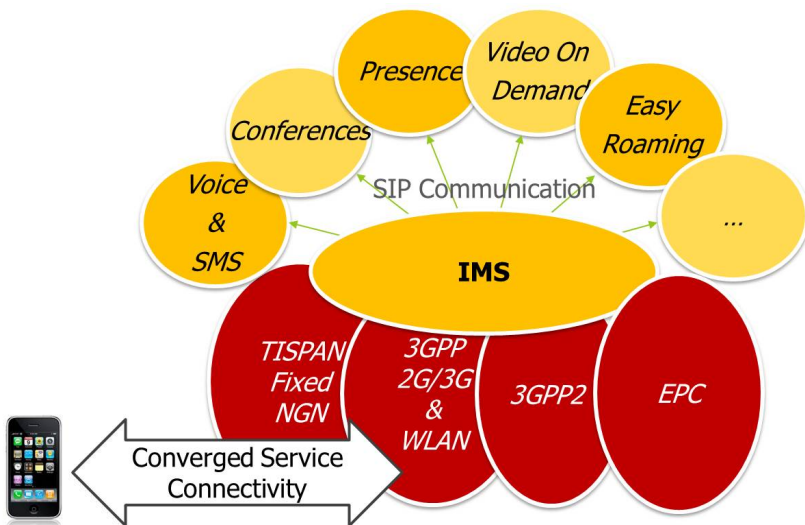 Video On
Demand
Presence
Easy
Roaming
Conferences
Voice
&
SMS
SIP Communication
...
IMS
TISPAN
Fixed
NGN
3GPP
2G/3G
&
WLAN
3GPP2
EPC
Converged Service
Connectivity